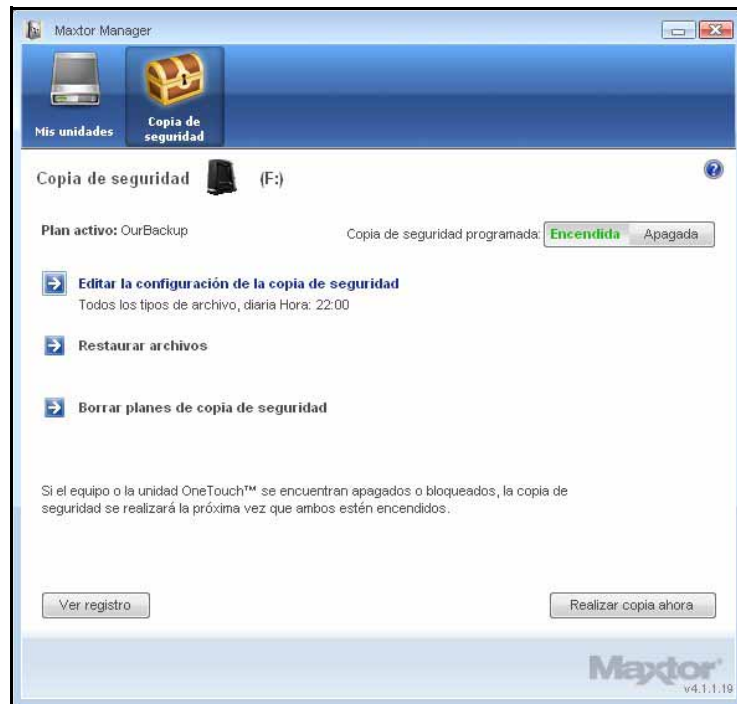 Maxtor Manager
Mis unidades
Copia de
seguridad
Copia de seguridad (F:)
Plan activo: OurBackup
Copia de seguridad programada: Encendida Apagada
Editar la configuración de la copia de seguridad
Todos los tipos de archivo, diaria Hora: 22:00
Restaurar archivos
Borrar planes de copia de seguridad
Si el equipo o la unidad OneTouch™ se encuentran apagados o bloqueados, la copia de
seguridad se realizará la próxima vez que ambos estén encendidos.
Ver registro
Realizar copia ahora
Maxtor
v4.1.1.19